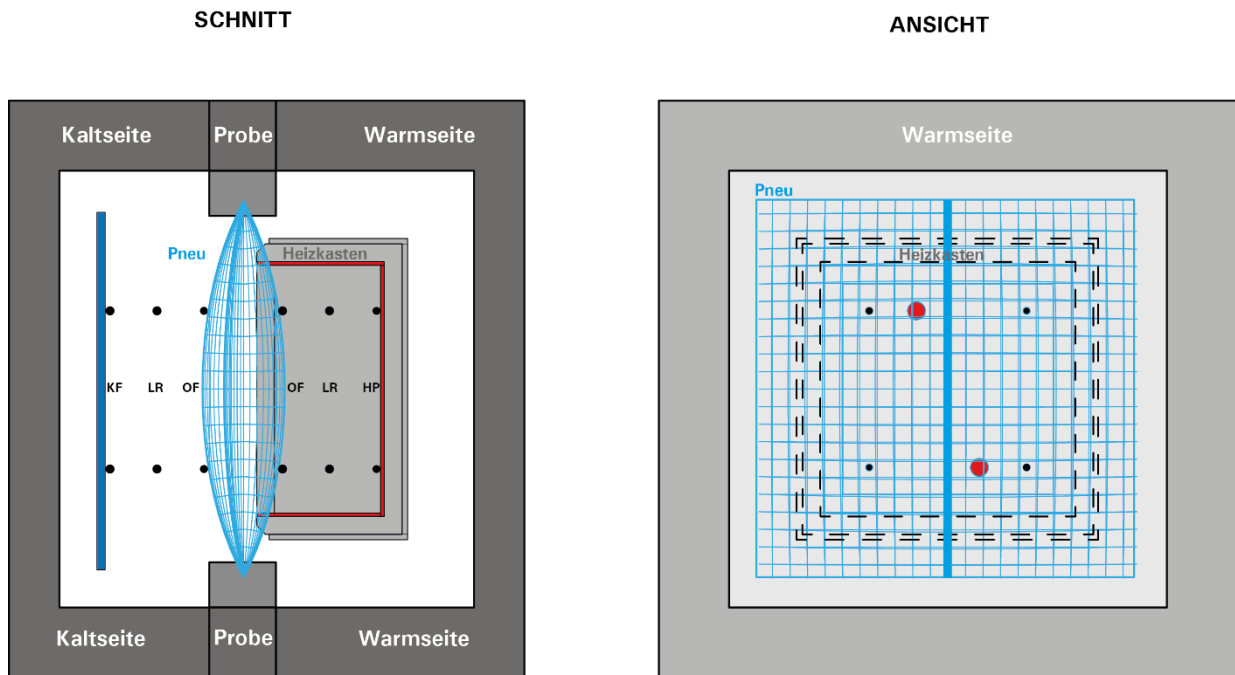 SCHNITT
Kaltseite
Probe
Warmseite
Pneu
Heizkasten
KF
LR
OF
OF
LR
HP
Kaltseite
Probe
Warmseite
ANSICHT
Warmseite
Pneu
Heizkasten